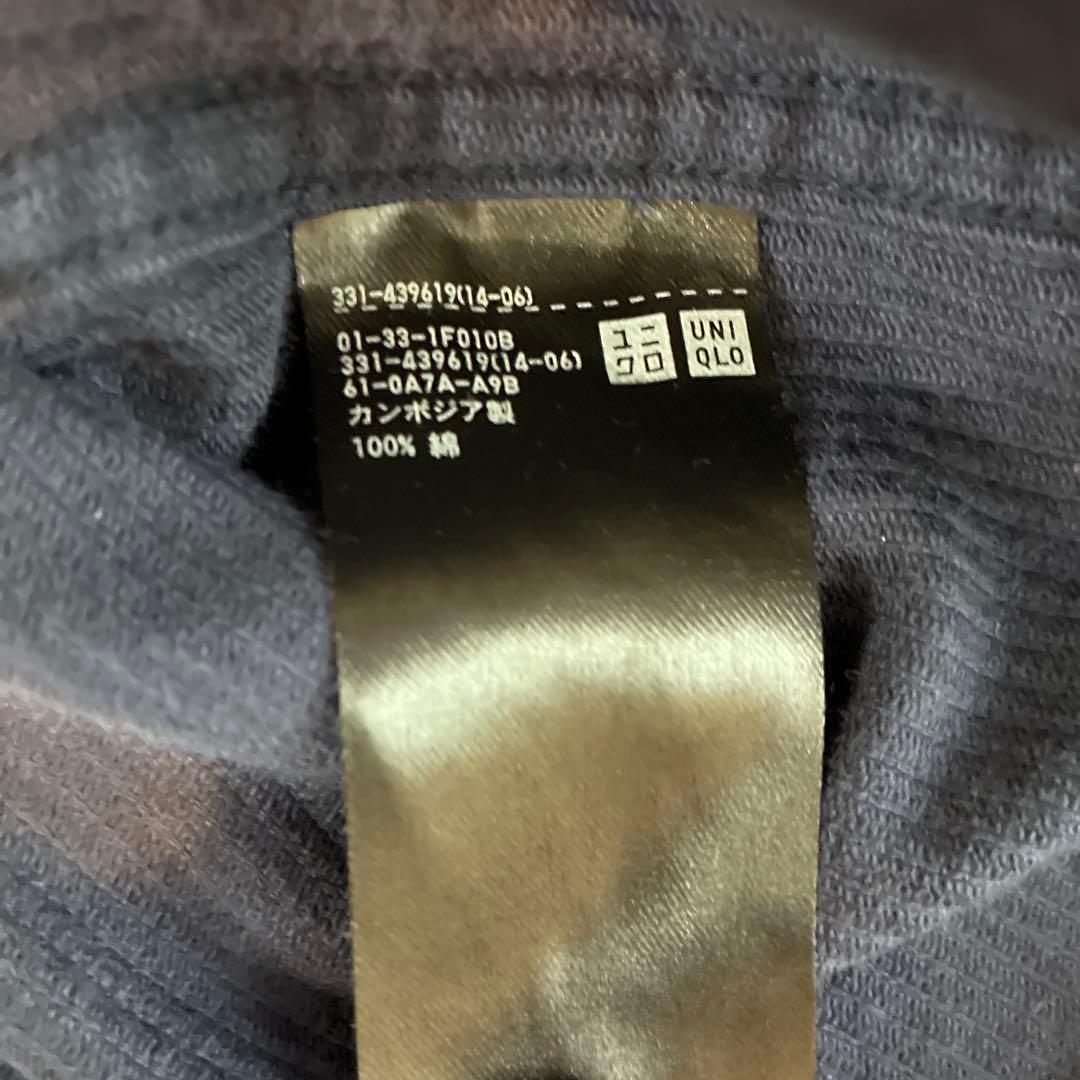 331-439619(14-06)
01-33-1F010B
331-439619(14-06)
61-0A7A-A9B
カンボジア製
100% 綿
ユニ
クロ
UNI
QLO